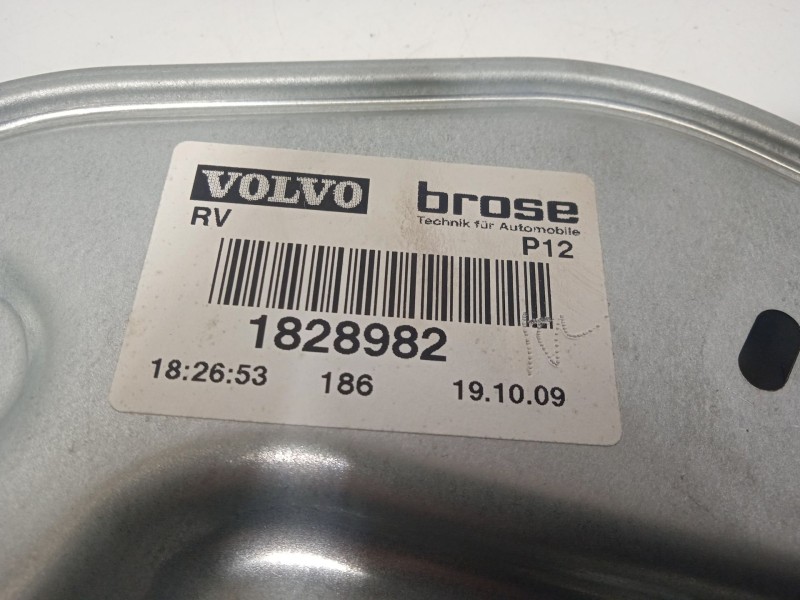 VOLVO brose
Technik für Automobile
RV P12
1828982
18:26:53 186 19.10.09